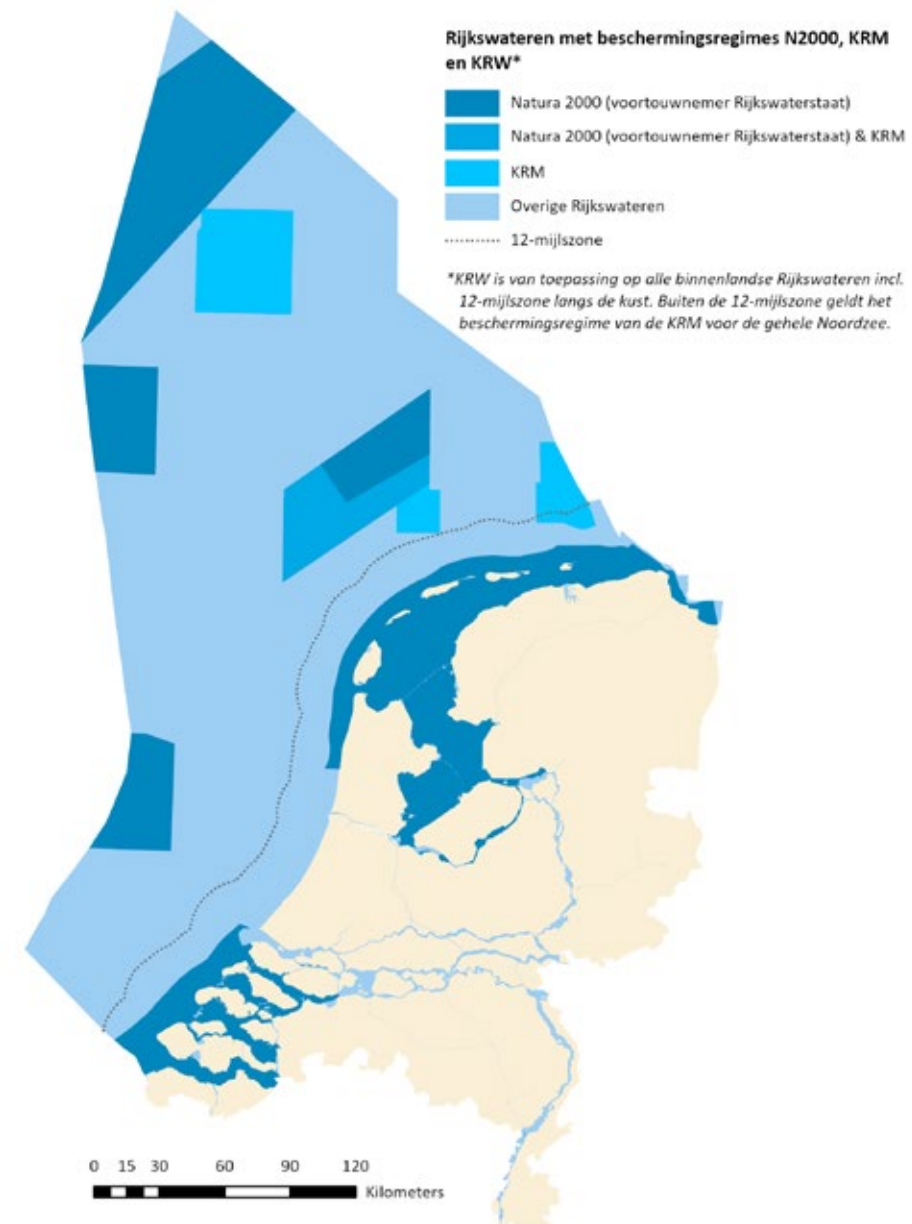 Rijkswateren met beschermingsregimes N2000, KRM
en KRW*
Natura 2000 (voortouwnemer Rijkswaterstaat)
Natura 2000 (voortouwnemer Rijkswaterstaat) & KRM
KRM
Overige Rijkswateren
12-mijlszone
*KRW is van toepassing op alle binnenlandse Rijkswateren incl.
12-mijlszone langs de kust. Buiten de 12-mijlszone geldt het
beschermingsregime van de KRM voor de gehele Noordzee.
0 15 30 60 90 120
Kilometers